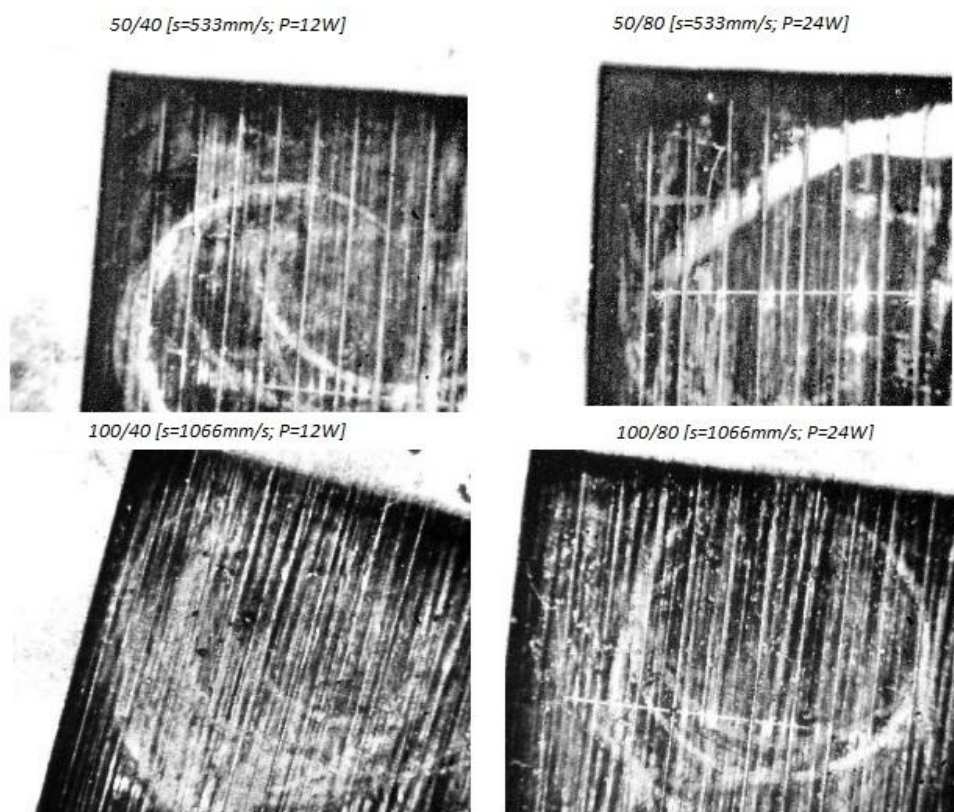 50/40 [s=533mm/s; P=12W]
50/80 [s=533mm/s; P=24W]
100/40 [s=1066mm/s; P=12W]
100/80 [s=1066mm/s; P=24W]